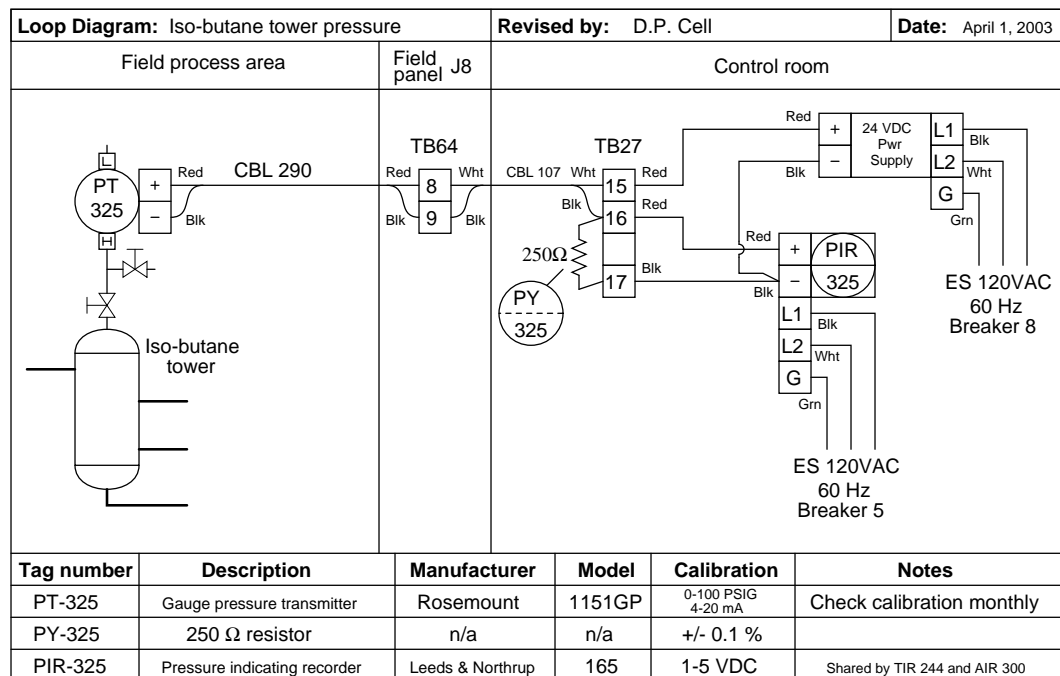 Loop Diagram: Iso-butane tower pressure
Revised by: D.P. Cell
Date: April 1, 2003
Field process area
Field panel J8
Control room
L
PT
325
H
+
−
Red
Blk
CBL 290
TB64
Red
Blk
8
9
Wht
Blk
CBL 107
TB27
Wht
Blk
15
16
17
Red
Red
Blk
250Ω
PY
325
Red
Blk
+
−
24 VDC
Pwr
Supply
L1
L2
G
Blk
Wht
Grn
ES 120VAC
60 Hz
Breaker 8
Red
Blk
+
−
PIR
325
L1
L2
G
Blk
Wht
Grn
ES 120VAC
60 Hz
Breaker 5
Iso-butane
tower
Tag number Description Manufacturer Model Calibration Notes
PT-325 Gauge pressure transmitter Rosemount 1151GP 0-100 PSIG 4-20 mA Check calibration monthly
PY-325 250 Ω resistor n/a n/a +/- 0.1 %
PIR-325 Pressure indicating recorder Leeds & Northrup 165 1-5 VDC Shared by TIR 244 and AIR 300